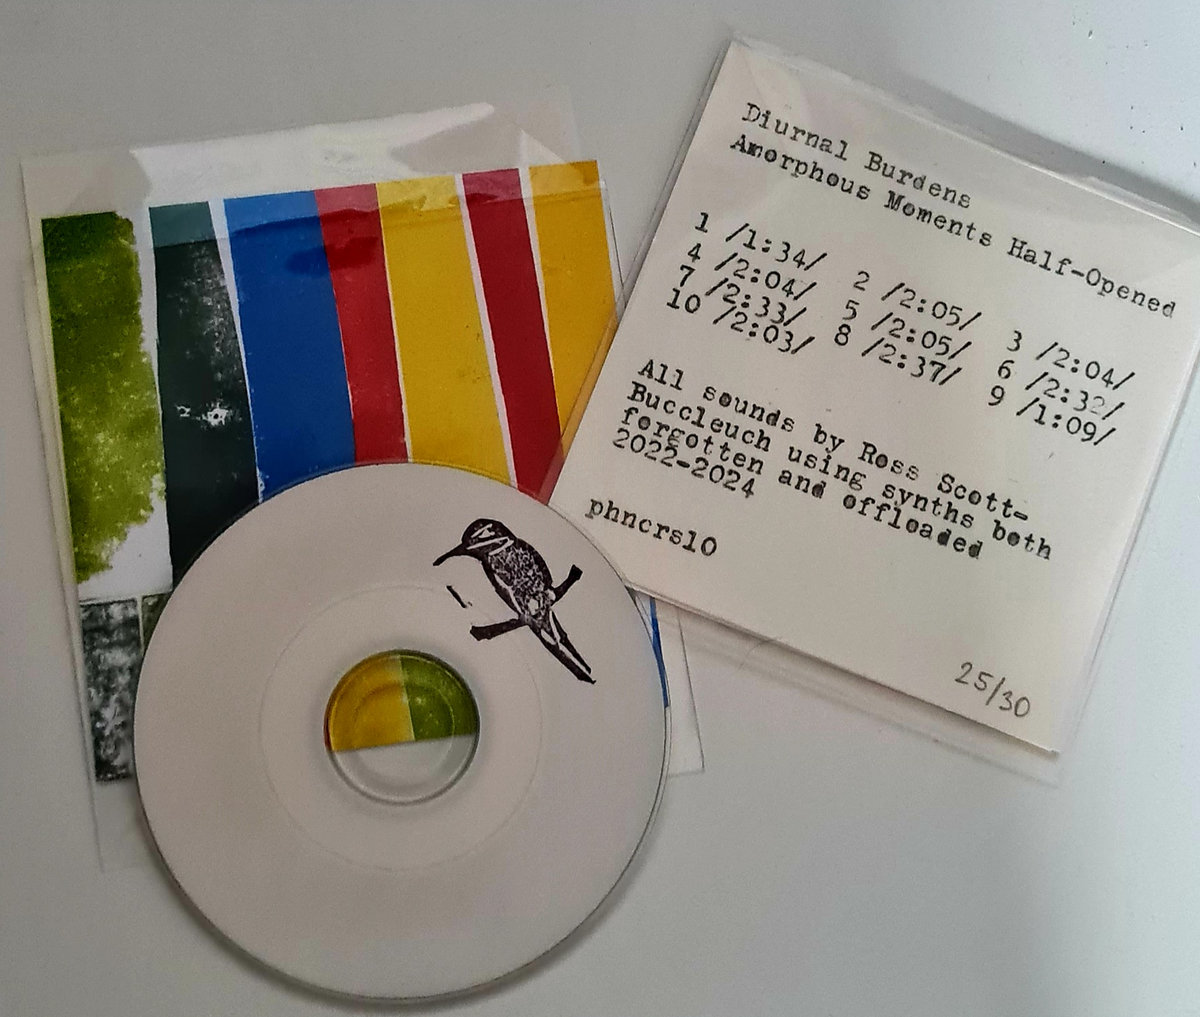 Diurnal Burdens
Amorphous Moments Half-Opened
1 /1:34/ 2 /2:05/ 3 /2:04/
4 /2:04/ 5 /2:05/ 6 /2:32/
7 /2:33/ 8 /2:37/ 9 /1:09/
10 /2:03/
All sounds by Ross Scott-
Buccleuch using synths both
forgotten and offloaded
2022-2024
phncrs10
25/30